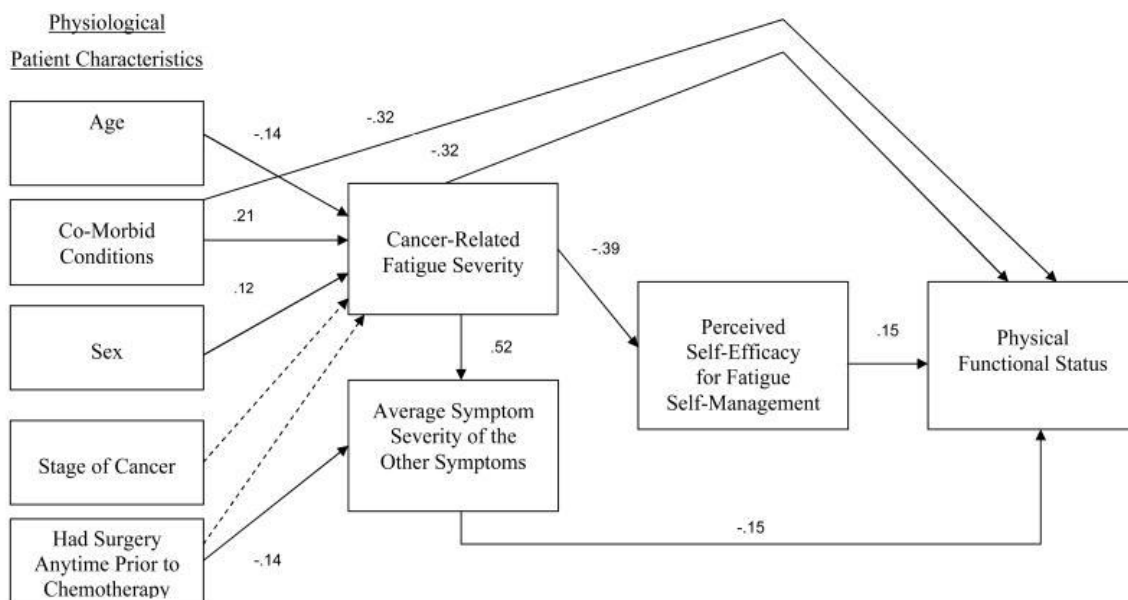 Physiological
Patient Characteristics
Age
Co-Morbid
Conditions
Sex
Stage of Cancer
Had Surgery
Anytime Prior to
Chemotherapy
-.14
.21
.12
-.32
-.32
Cancer-Related
Fatigue Severity
-.39
.52
Average Symptom
Severity of the
Other Symptoms
-.14
Perceived
Self-Efficacy
for Fatigue
Self-Management
.15
Physical
Functional Status
-.15